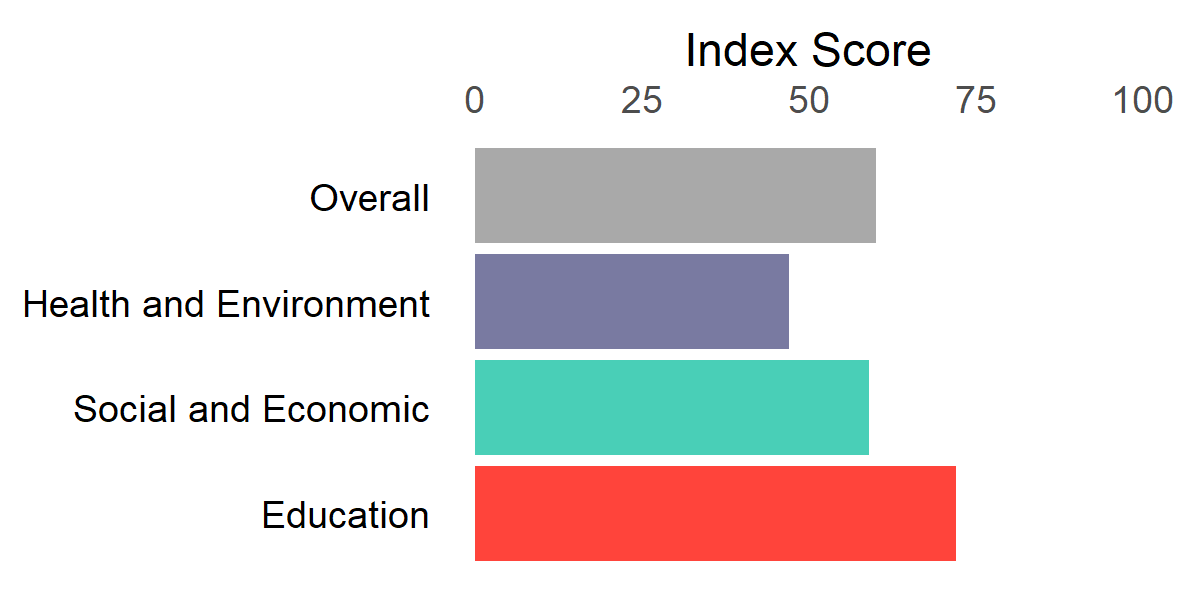 Index Score
0 25 50 75 100
Overall
Health and Environment
Social and Economic
Education